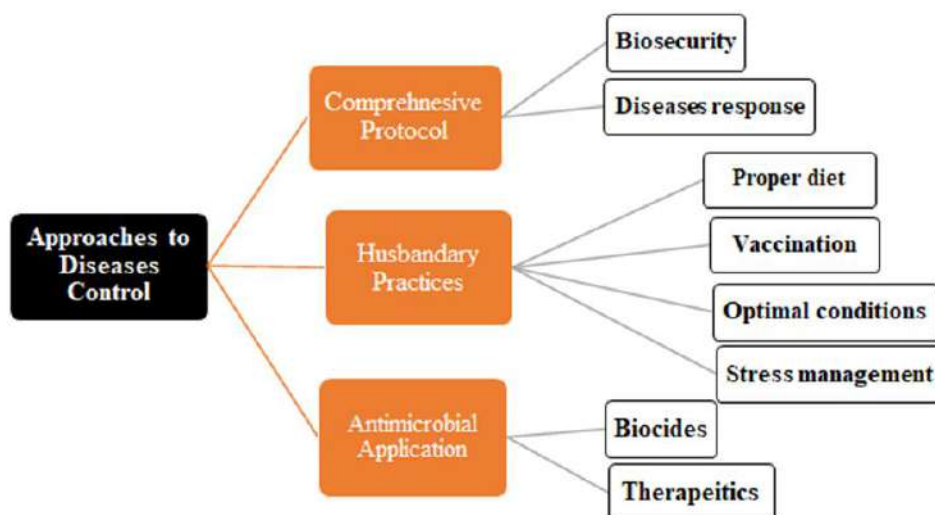 Approaches to
Diseases
Control
Comprehnesive
Protocol
Biosecurity
Diseases response
Husbandary
Practices
Proper diet
Vaccination
Optimal conditions
Stress management
Antimicrobial
Application
Biocides
Therapeitics